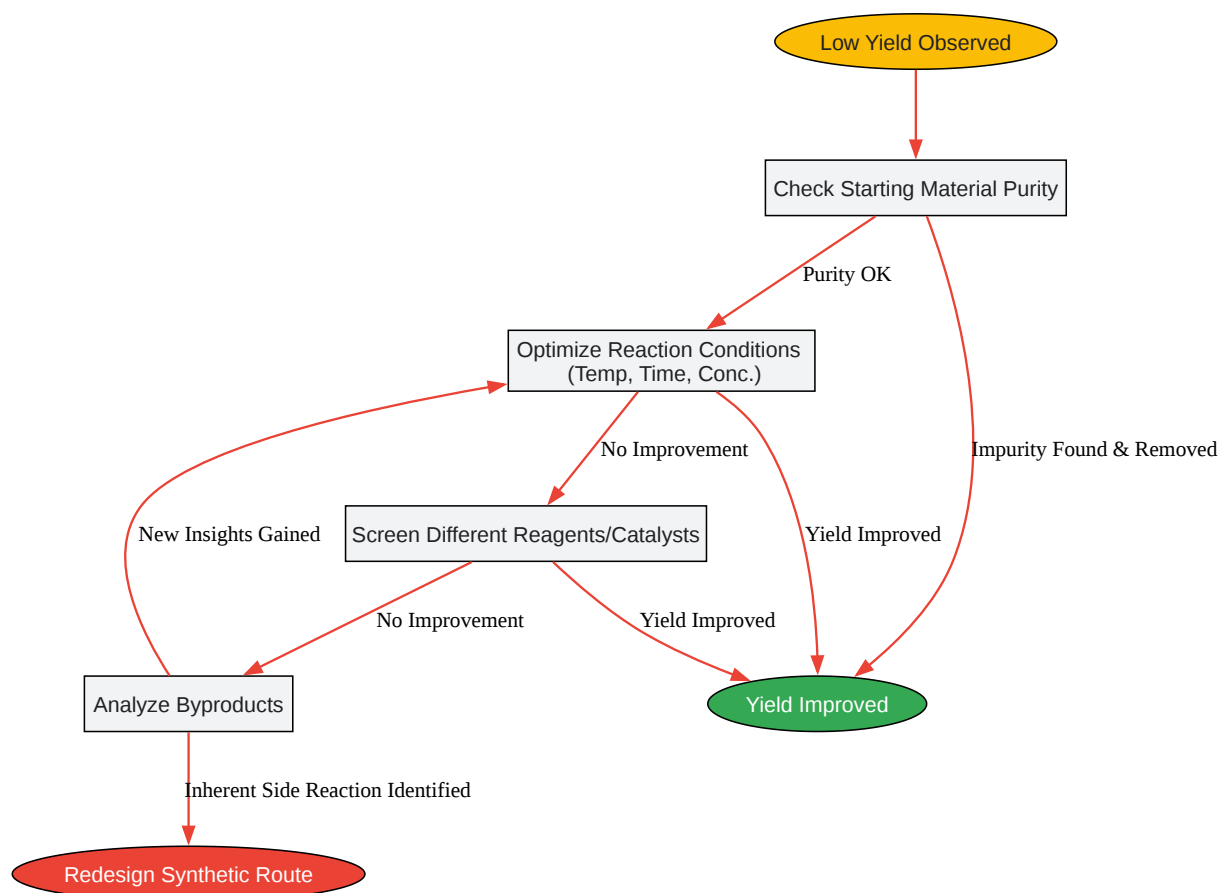 Low Yield Observed
Check Starting Material Purity
Purity OK
Optimize Reaction Conditions
(Temp, Time, Conc.)
No Improvement
Impurity Found & Removed
Screen Different Reagents/Catalysts
New Insights Gained
Yield Improved
No Improvement
Yield Improved
Analyze Byproducts
Yield Improved
Inherent Side Reaction Identified
Redesign Synthetic Route